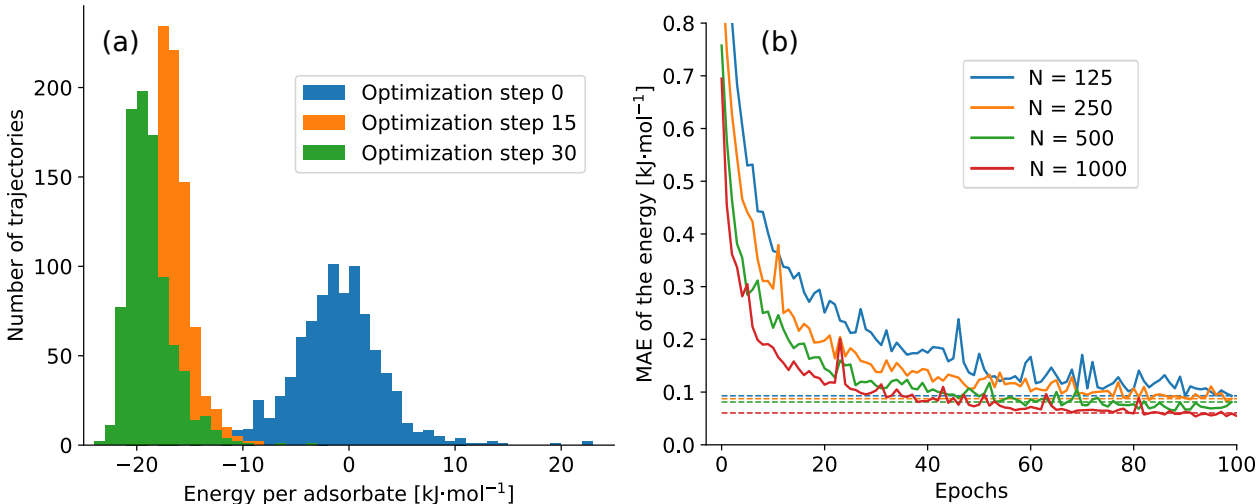 (a)
Number of trajectories
200
150
100
50
0
−20
−10
0
10
20
Energy per adsorbate [kJ·mol⁻¹]
Optimization step 0
Optimization step 15
Optimization step 30
(b)
MAE of the energy [kJ·mol⁻¹]
0.8
0.7
0.6
0.5
0.4
0.3
0.2
0.1
0.0
0
20
40
60
80
100
Epochs
N = 125
N = 250
N = 500
N = 1000